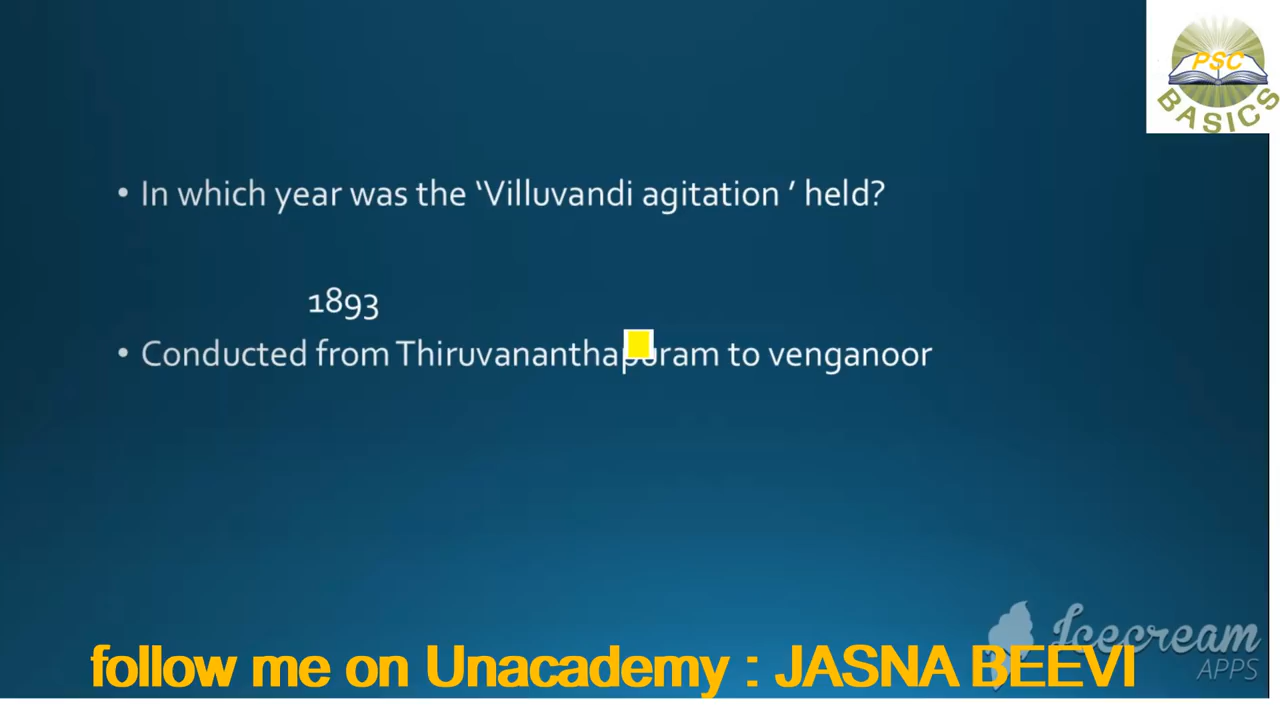 PSC
BASICS
• In which year was the ‘Villuvandi agitation ’ held?
1893
• Conducted from Thiruvananthapuram to venganoor
Icecream
APPS
follow me on Unacademy : JASNA BEEVI